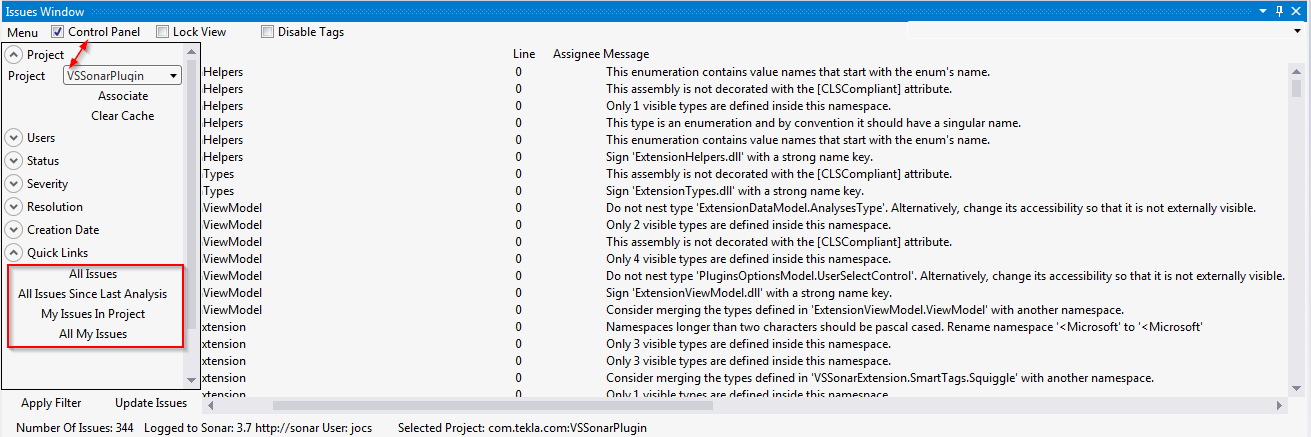 Issues Window
Menu Control Panel Lock View Disable Tags
Project
Project VSSonarPlugin
Associate
Clear Cache
Users
Status
Severity
Resolution
Creation Date
Quick Links
All Issues
All Issues Since Last Analysis
My Issues In Project
All My Issues
Apply Filter Update Issues
Line Assignee Message
Helpers 0 This enumeration contains value names that start with the enum's name.
Helpers 0 This assembly is not decorated with the [CLSCompliant] attribute.
Helpers 0 Only 1 visible types are defined inside this namespace.
Helpers 0 This type is an enumeration and by convention it should have a singular name.
Helpers 0 This enumeration contains value names that start with the enum's name.
Helpers 0 Sign 'ExtensionHelpers.dll' with a strong name key.
Types 0 This assembly is not decorated with the [CLSCompliant] attribute.
Types 0 Sign 'ExtensionTypes.dll' with a strong name key.
ViewModel 0 Do not nest type 'ExtensionDataModel.AnalysesType'. Alternatively, change its accessibility so that it is not externally visible.
ViewModel 0 Only 2 visible types are defined inside this namespace.
ViewModel 0 This assembly is not decorated with the [CLSCompliant] attribute.
ViewModel 0 Only 4 visible types are defined inside this namespace.
ViewModel 0 Do not nest type 'PluginsOptionsModel.UserSelectControl'. Alternatively, change its accessibility so that it is not externally visible.
ViewModel 0 Sign 'ExtensionViewModel.dll' with a strong name key.
ViewModel 0 Consider merging the types defined in 'ExtensionViewModel.ViewModel' with another namespace.
xtension 0 Namespaces longer than two characters should be pascal cased. Rename namespace '<Microsoft' to '<Microsoft'
xtension 0 Only 3 visible types are defined inside this namespace.
xtension 0 Only 3 visible types are defined inside this namespace.
xtension 0 Consider merging the types defined in 'VSSonarExtension.SmartTags.Squiggle' with another namespace.
xtension 0 Only 1 visible types are defined inside this namespace.
Number Of Issues: 344 Logged to Sonar: 3.7 http://sonar User: jocs Selected Project: com.tekla.com:VSSonarPlugin